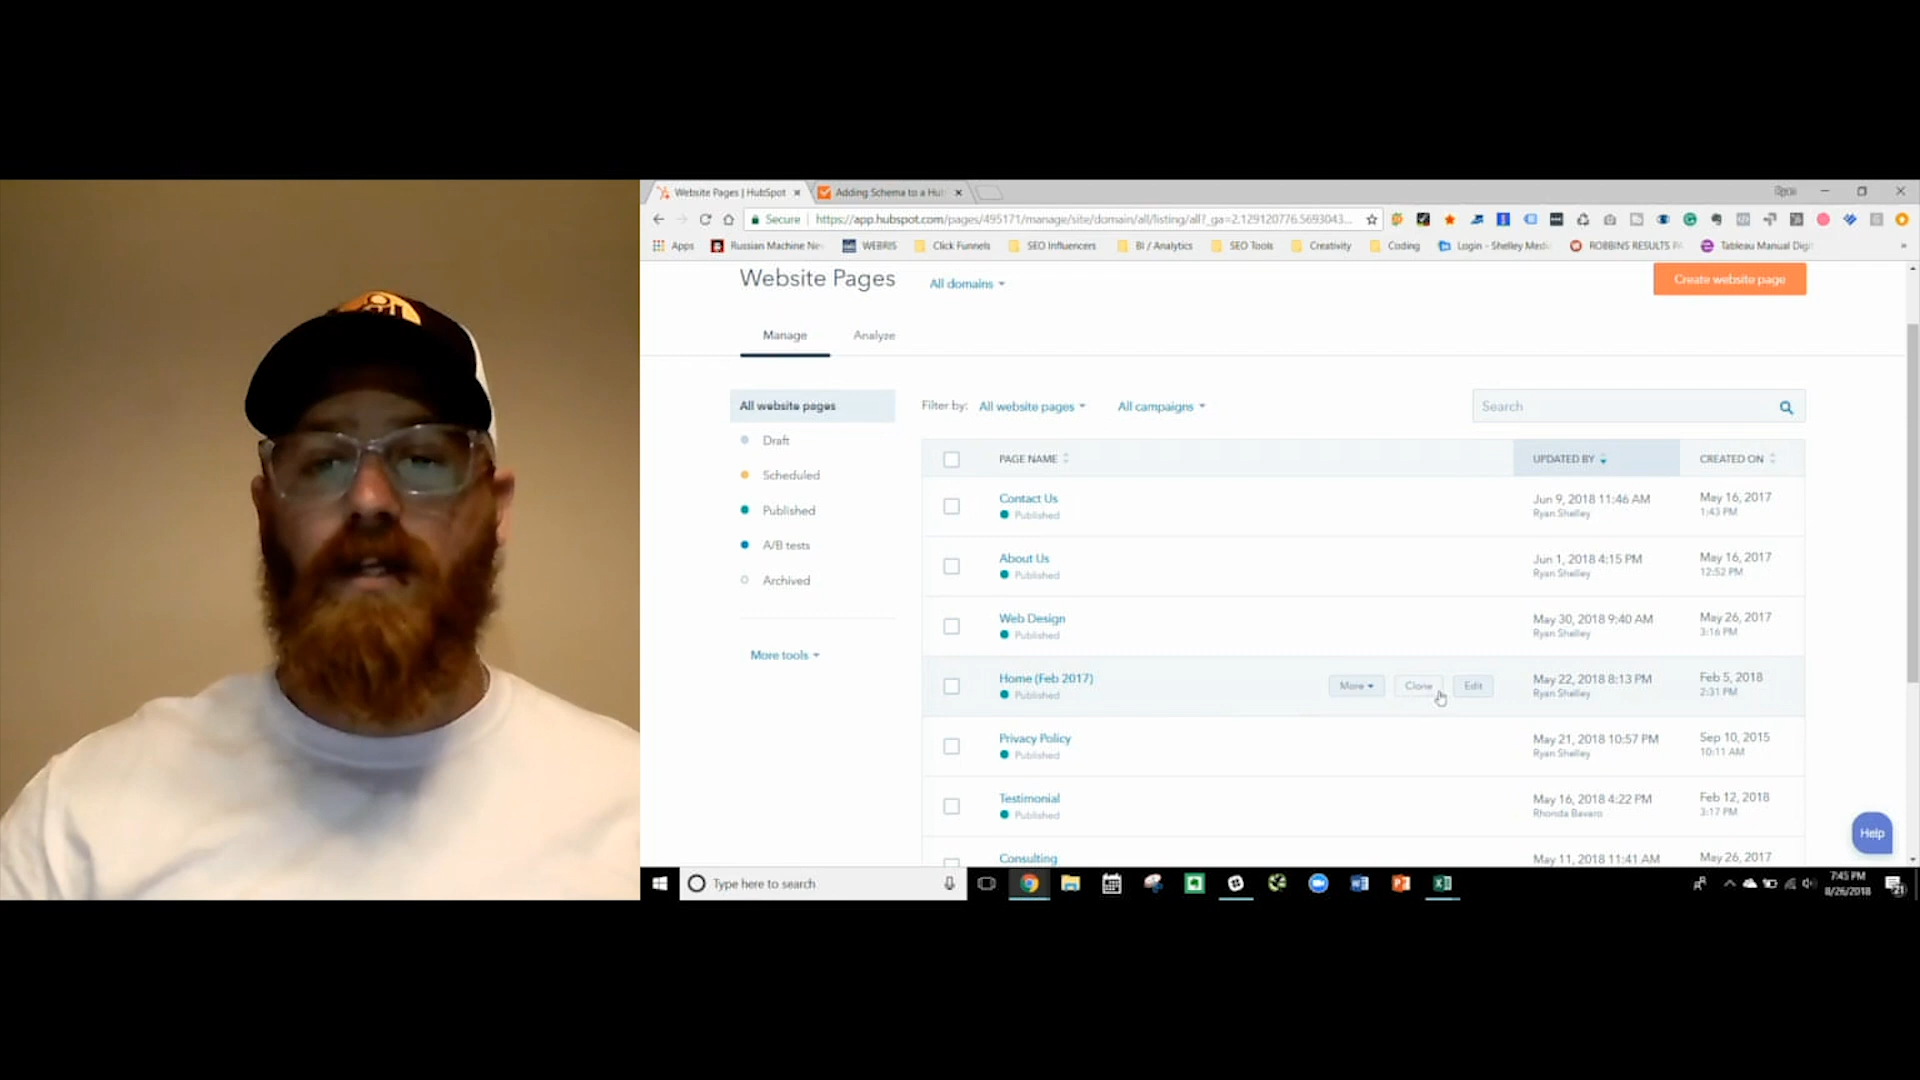 Website Pages | HubSpot
Adding Schema to a Hu
Secure
https://app.hubspot.com/pages/495171/manage/site/domain/all/listing/all?_ga=2.129120776.5693043...
Apps
Russian Machine Ne
WEBRIS
Click Funnels
SEO Influencers
BI / Analytics
SEO Tools
Creativity
Coding
Login - Shelley Medi
ROBBINS RESULTS P
Tableau Manual Digi
»
Website Pages
All domains
Create website page
Manage
Analyze
All website pages
Draft
Scheduled
Published
A/B tests
Archived
More tools
Filter by:
All website pages
All campaigns
Search
PAGE NAME
UPDATED BY
CREATED ON
Contact Us
Published
Jun 9, 2018 11:46 AM
Ryan Shelley
May 16, 2017
1:43 PM
About Us
Published
Jun 1, 2018 4:15 PM
Ryan Shelley
May 16, 2017
12:52 PM
Web Design
Published
May 30, 2018 9:40 AM
Ryan Shelley
May 26, 2017
3:16 PM
Home (Feb 2017)
Published
More
Clone
Edit
May 22, 2018 8:13 PM
Ryan Shelley
Feb 5, 2018
2:31 PM
Privacy Policy
Published
May 21, 2018 10:57 PM
Ryan Shelley
Sep 10, 2015
10:11 AM
Testimonial
Published
May 16, 2018 4:22 PM
Rhonda Bavaro
Feb 12, 2018
3:17 PM
Consulting
May 11, 2018 11:41 AM
May 26, 2017
Help
Type here to search
7:45 PM
8/26/2018
21